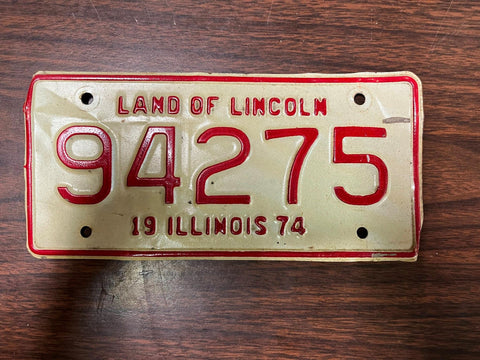 LAND OF LINCOLN
94275
19 ILLINOIS 74